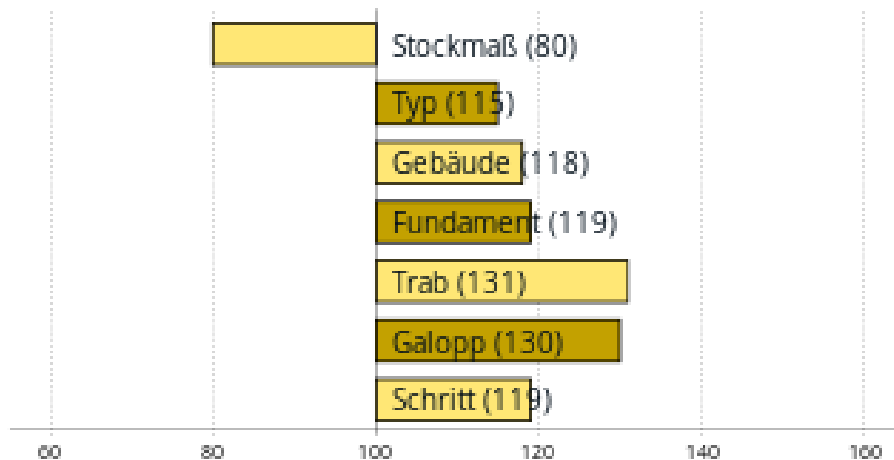 Stockmaß (80)
Typ (115)
Gebäude (118)
Fundament (119)
Trab (131)
Galopp (130)
Schritt (119)
60 80 100 120 140 160